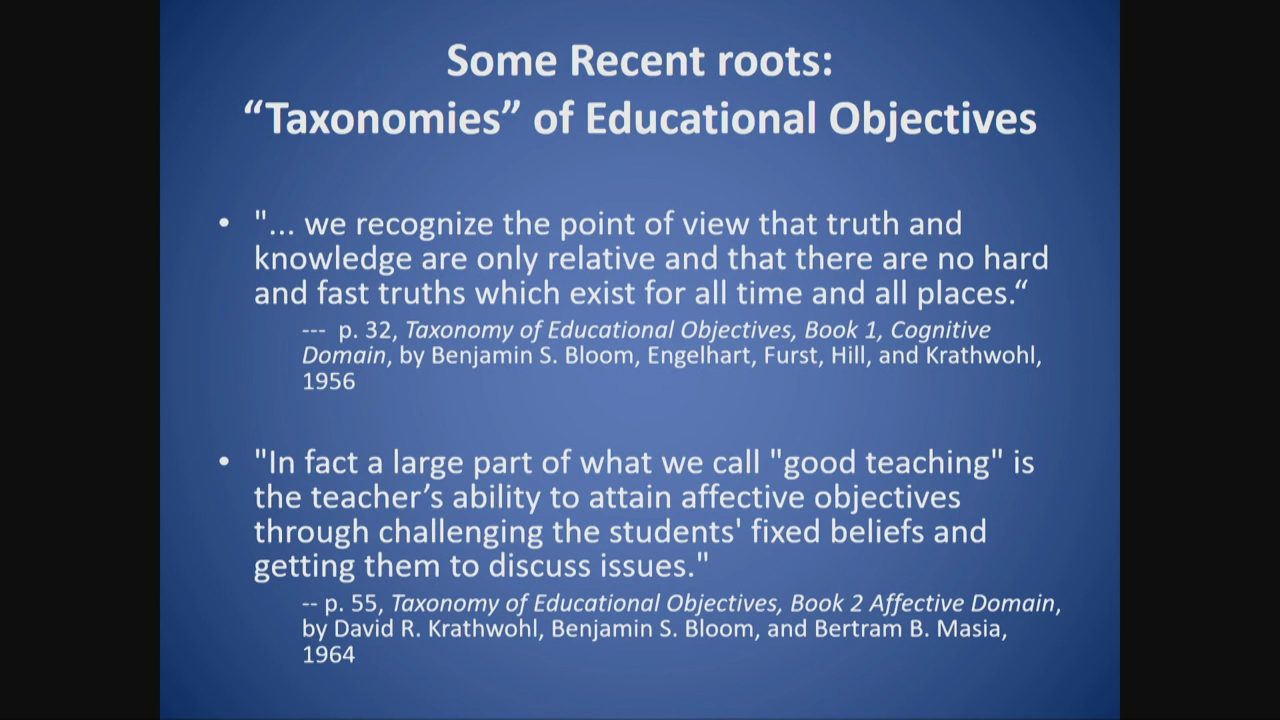 Some Recent roots:
“Taxonomies” of Educational Objectives
• "... we recognize the point of view that truth and
knowledge are only relative and that there are no hard
and fast truths which exist for all time and all places.“
--- p. 32, Taxonomy of Educational Objectives, Book 1, Cognitive
Domain, by Benjamin S. Bloom, Engelhart, Furst, Hill, and Krathwohl,
1956
• "In fact a large part of what we call "good teaching" is
the teacher’s ability to attain affective objectives
through challenging the students' fixed beliefs and
getting them to discuss issues."
-- p. 55, Taxonomy of Educational Objectives, Book 2 Affective Domain,
by David R. Krathwohl, Benjamin S. Bloom, and Bertram B. Masia,
1964